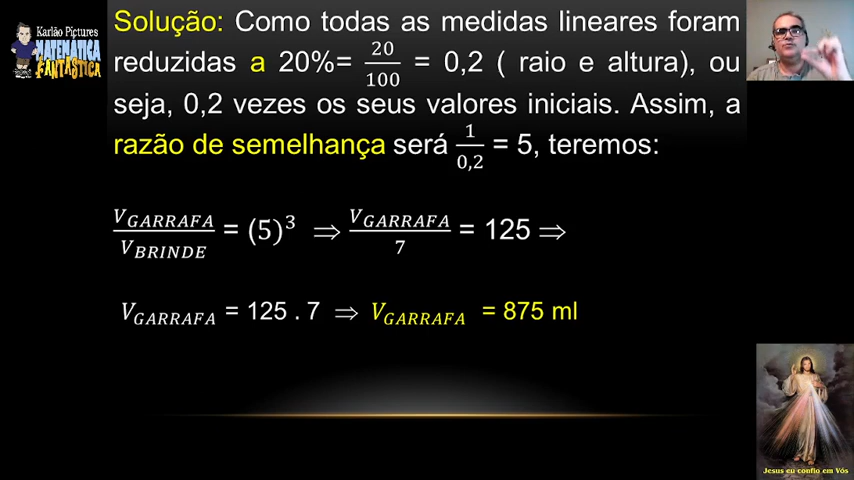 Karlão Pictures
MATEMÁTICA
FANTÁSTICA
Solução: Como todas as medidas lineares foram
reduzidas a 20%= 20/100 = 0,2 ( raio e altura), ou
seja, 0,2 vezes os seus valores iniciais. Assim, a
razão de semelhança será 1/0,2 = 5, teremos:
V_GARRAFA/V_BRINDE = (5)³ ⇒ V_GARRAFA/7 = 125 ⇒
V_GARRAFA = 125 . 7 ⇒ V_GARRAFA = 875 ml
Jesus eu confio em Vós